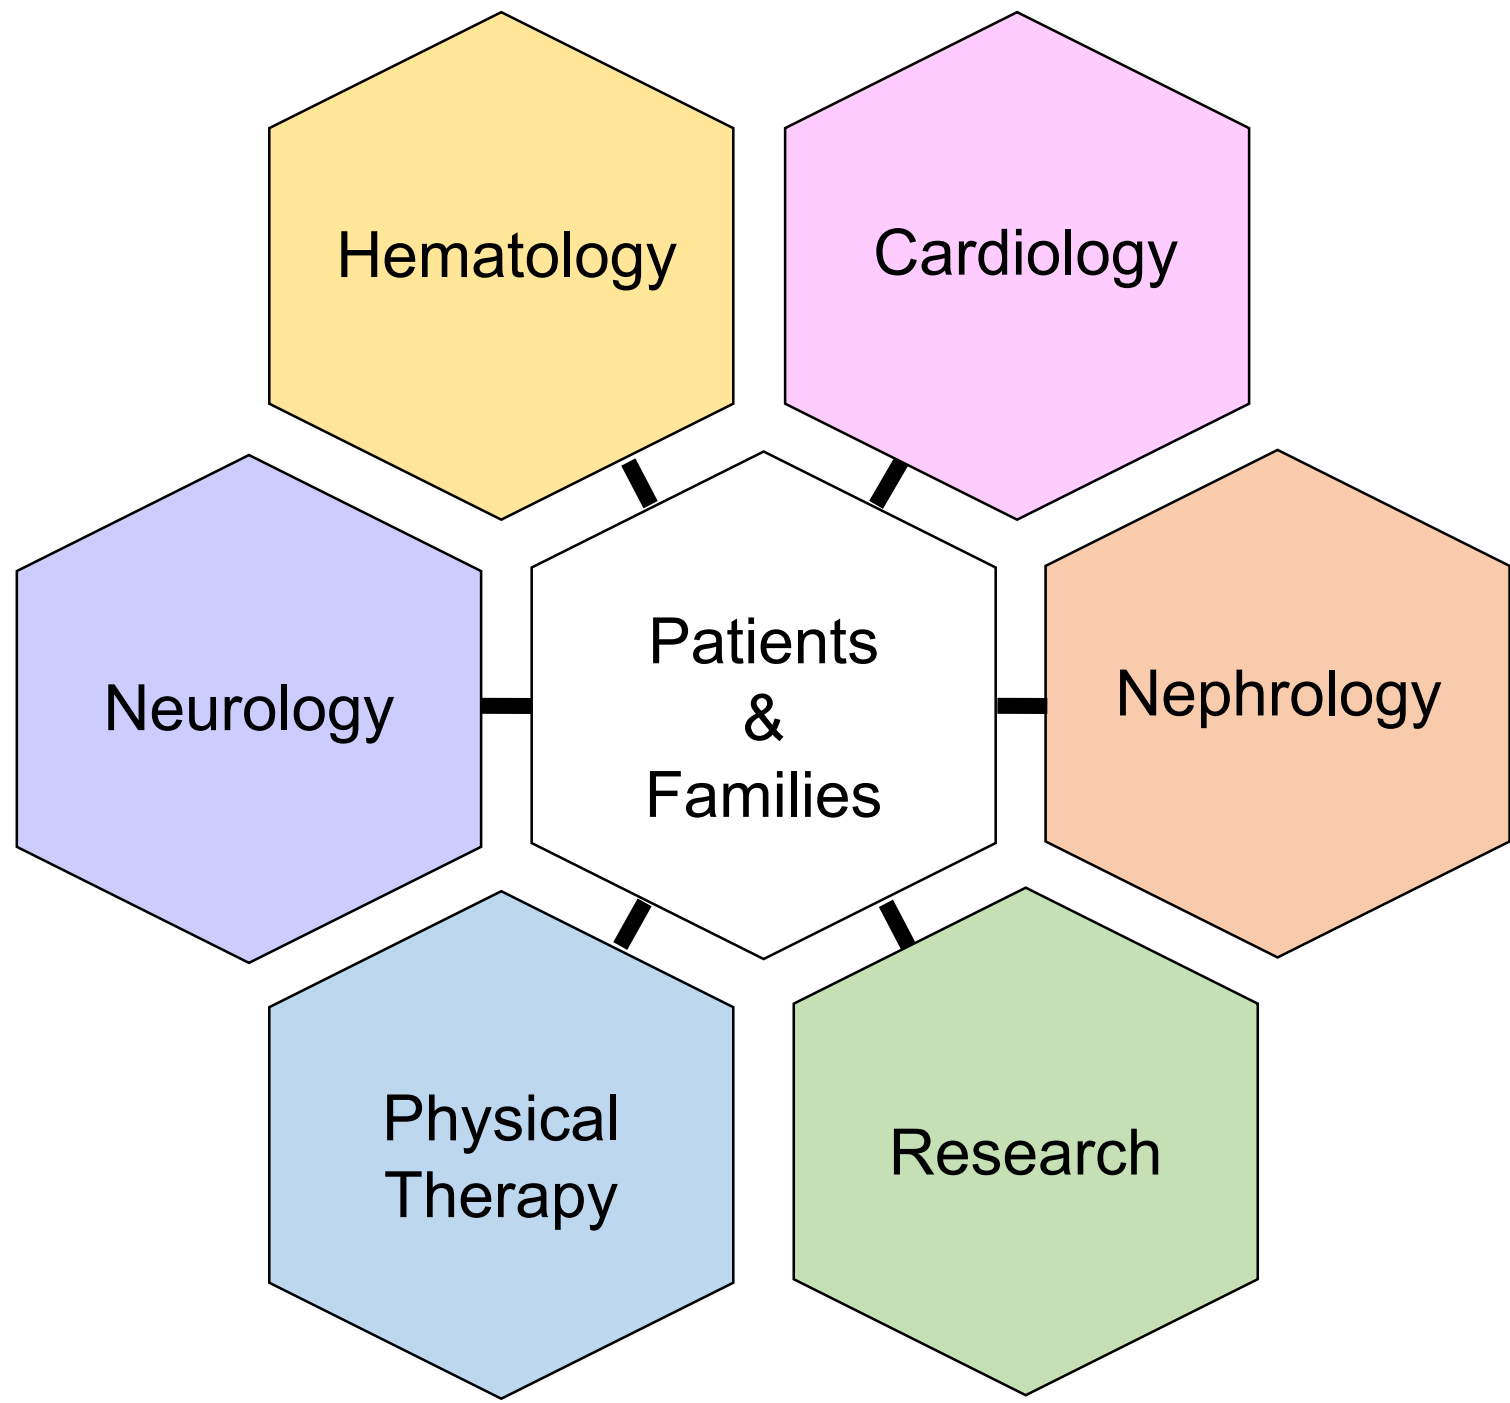 Hematology
Cardiology
Neurology
Patients
&
Families
Nephrology
Physical
Therapy
Research